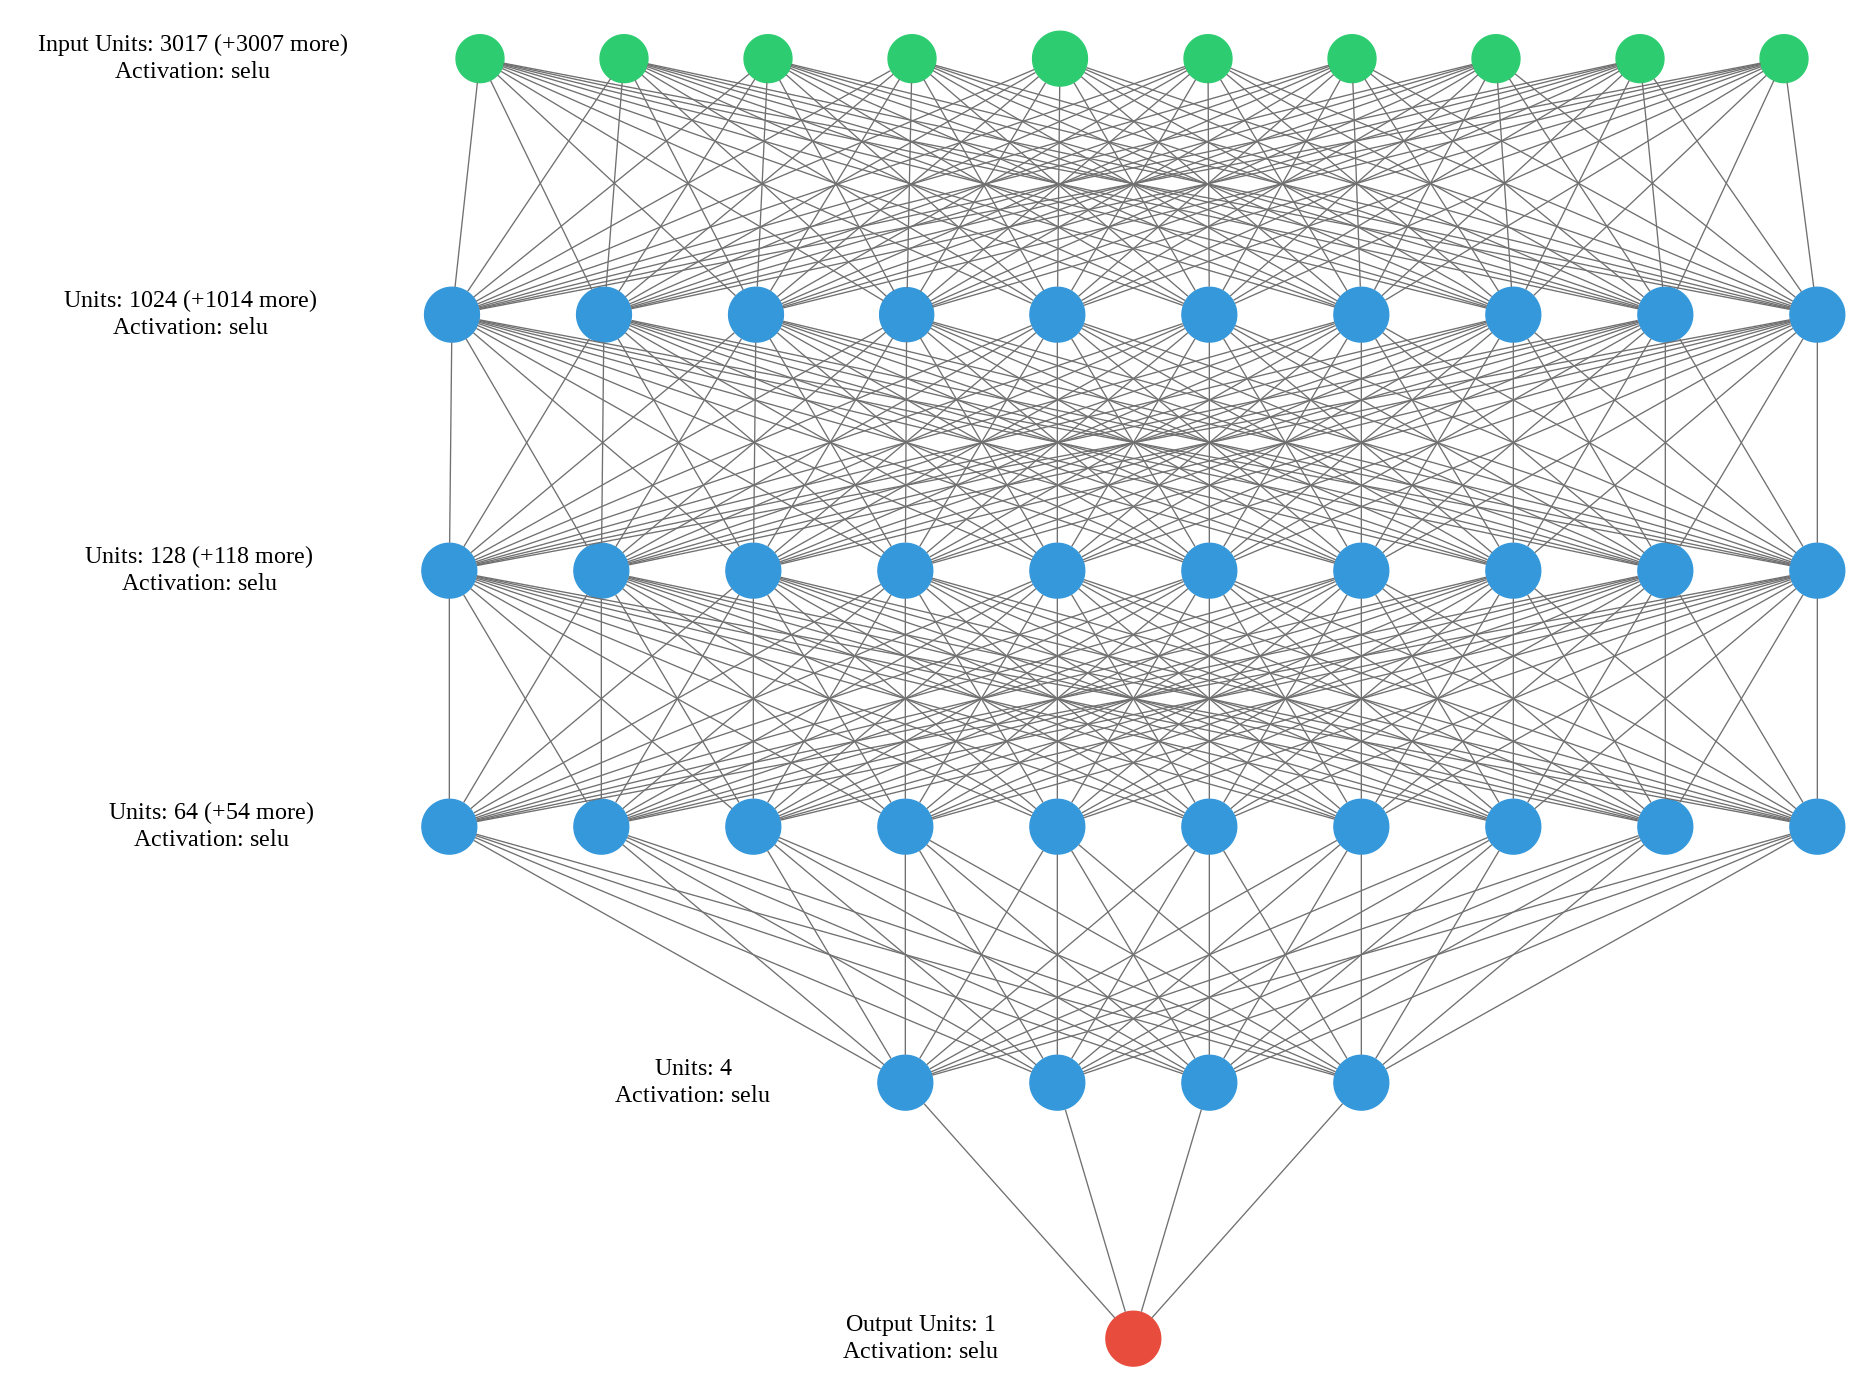 Input Units: 3017 (+3007 more)
Activation: selu
Units: 1024 (+1014 more)
Activation: selu
Units: 128 (+118 more)
Activation: selu
Units: 64 (+54 more)
Activation: selu
Units: 4
Activation: selu
Output Units: 1
Activation: selu